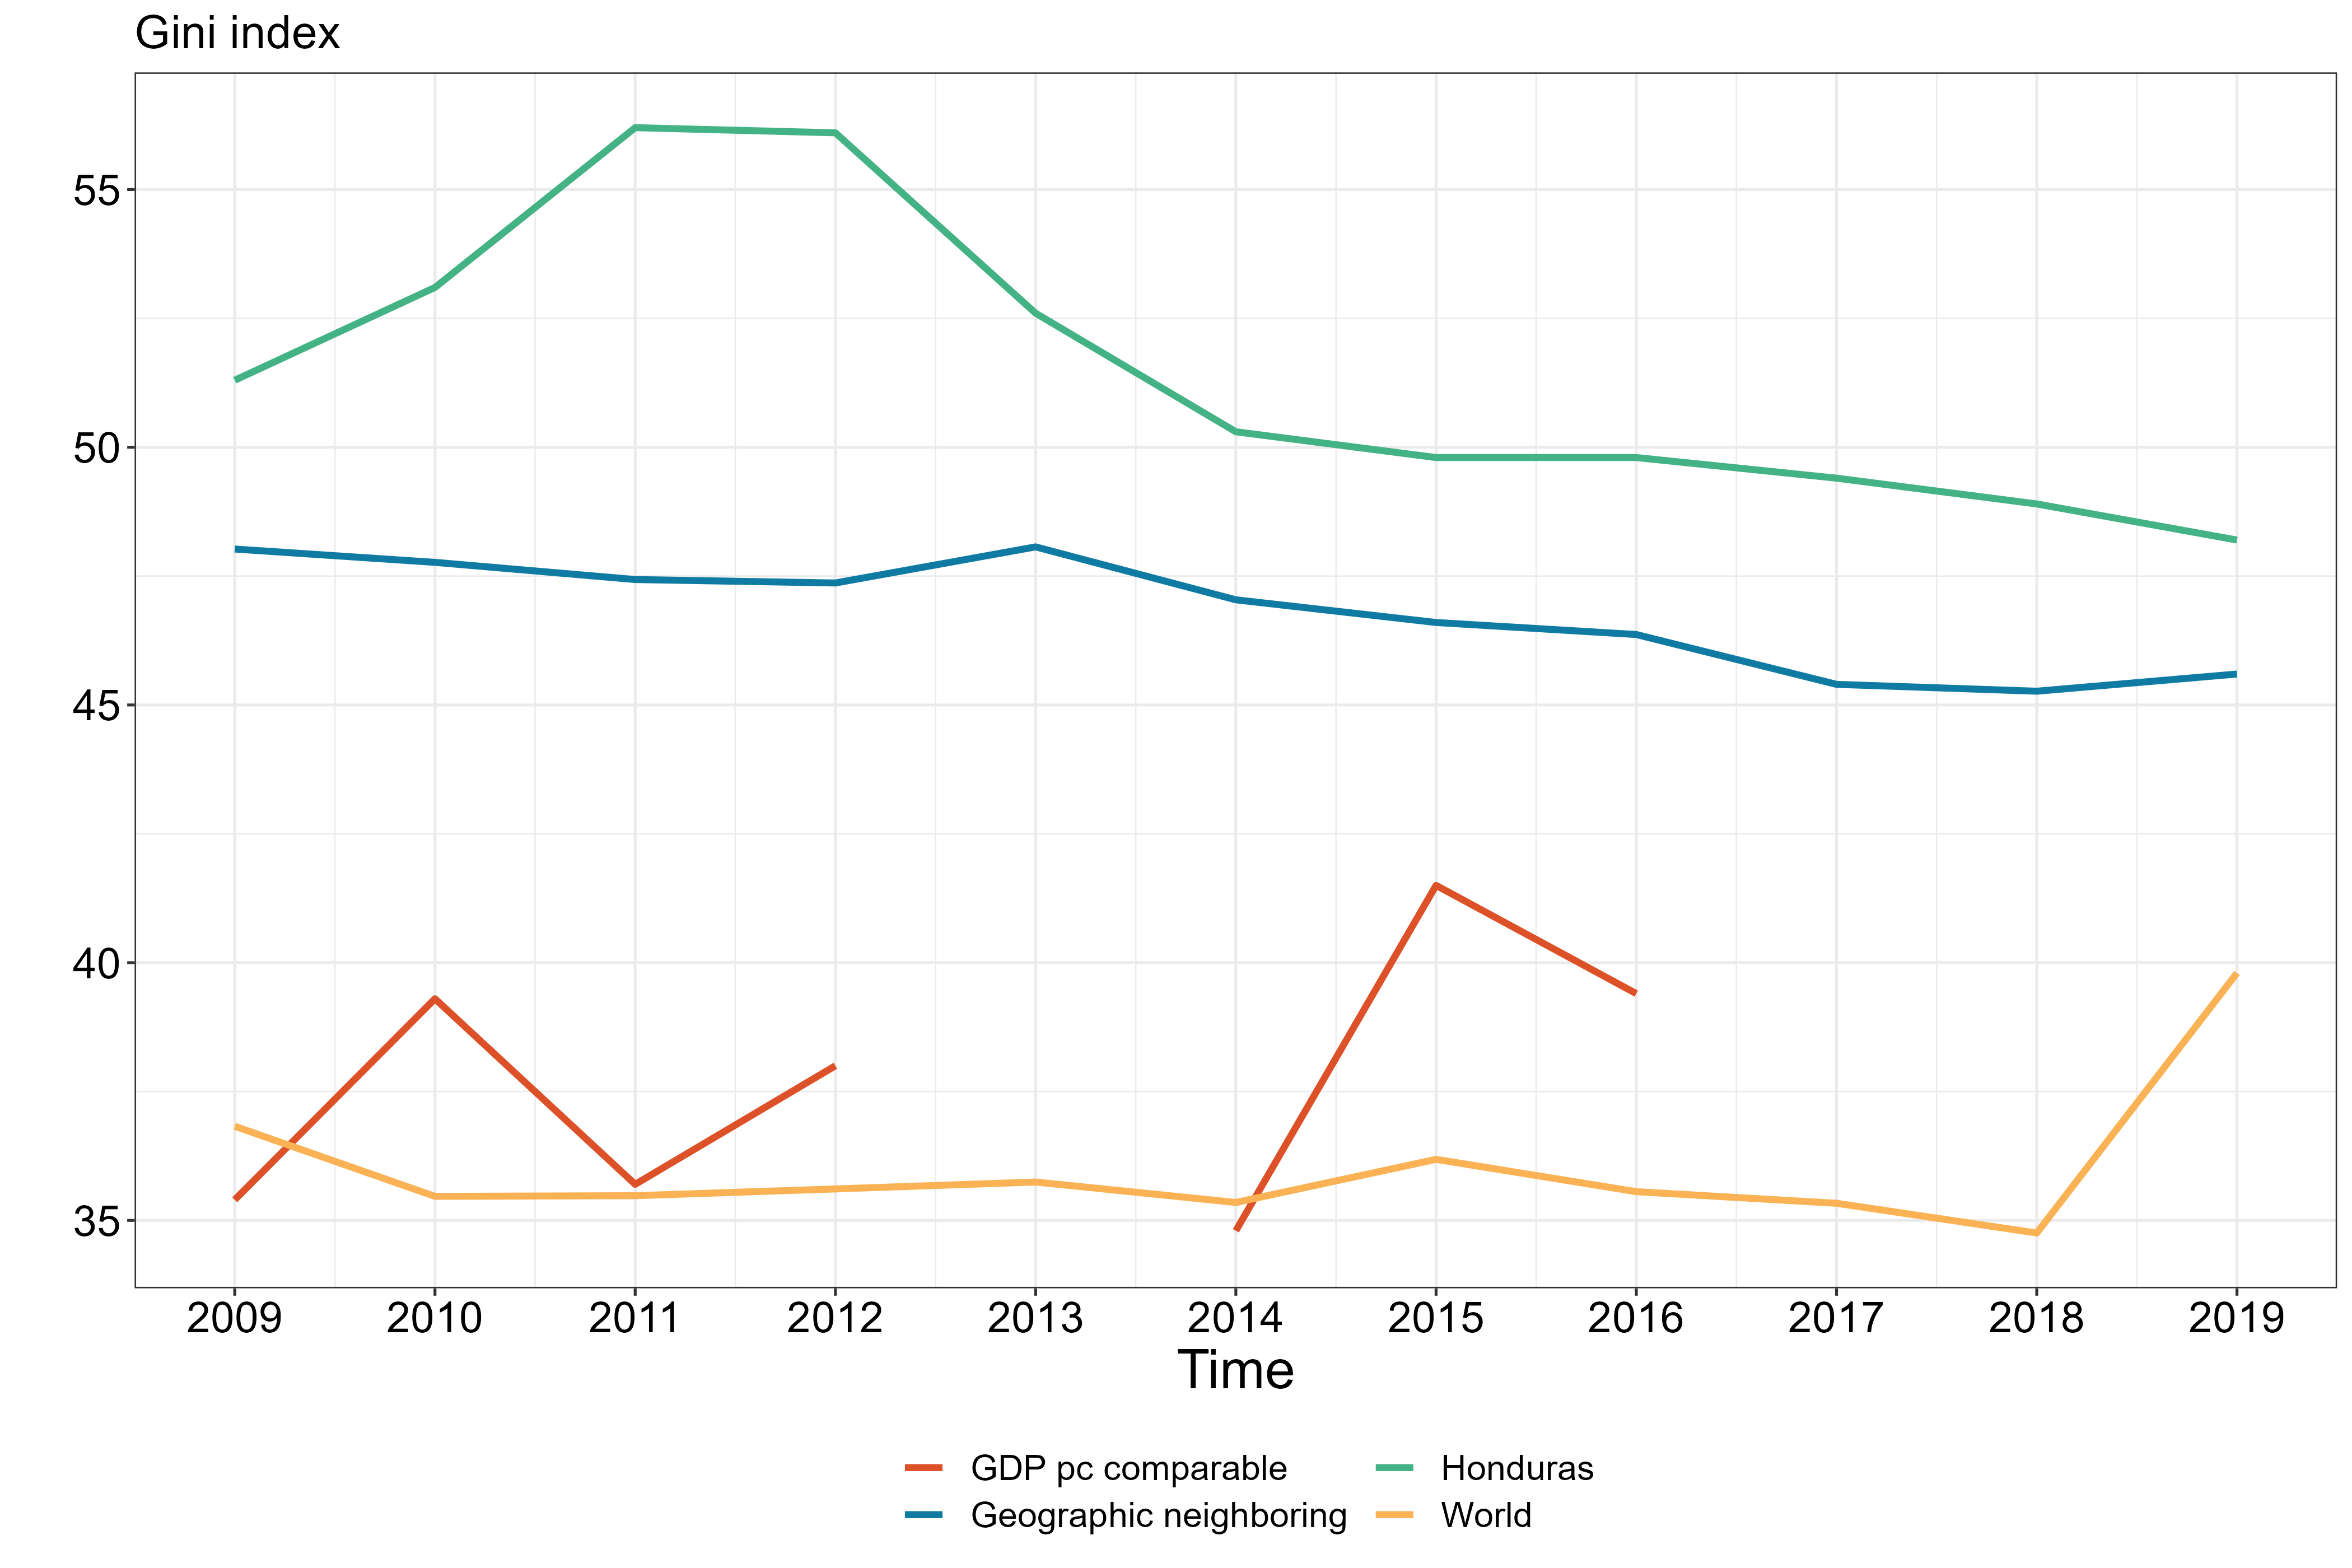 Gini index
55
50
45
40
35
2009 2010 2011 2012 2013 2014 2015 2016 2017 2018 2019
Time
GDP pc comparable Honduras
Geographic neighboring World